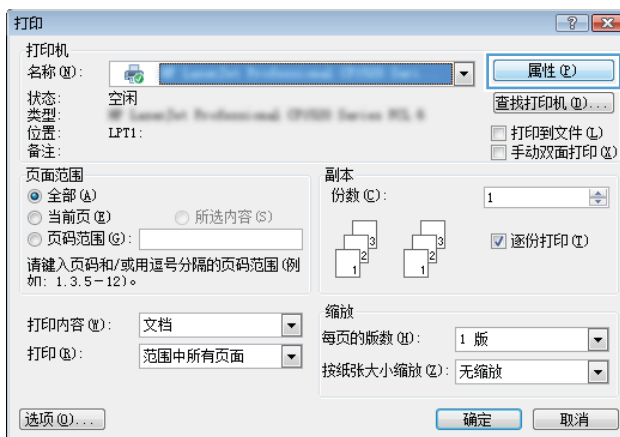 打印
打印机
名称(N):
属性(P)
状态: 空闲
查找打印机(D)...
类型:
位置: LPT1:
打印到文件(L)
备注:
手动双面打印(X)
页面范围
全部(A)
当前页(E) 所选内容(S)
页码范围(G):
请键入页码和/或用逗号分隔的页码范围(例
如: 1.3.5-12)。
副本
份数(C): 1
3 2 1 3 2 1
逐份打印(T)
打印内容(W): 文档
打印(R): 范围中所有页面
缩放
每页的版数(H): 1 版
按纸张大小缩放(Z): 无缩放
选项(O)...
确定 取消